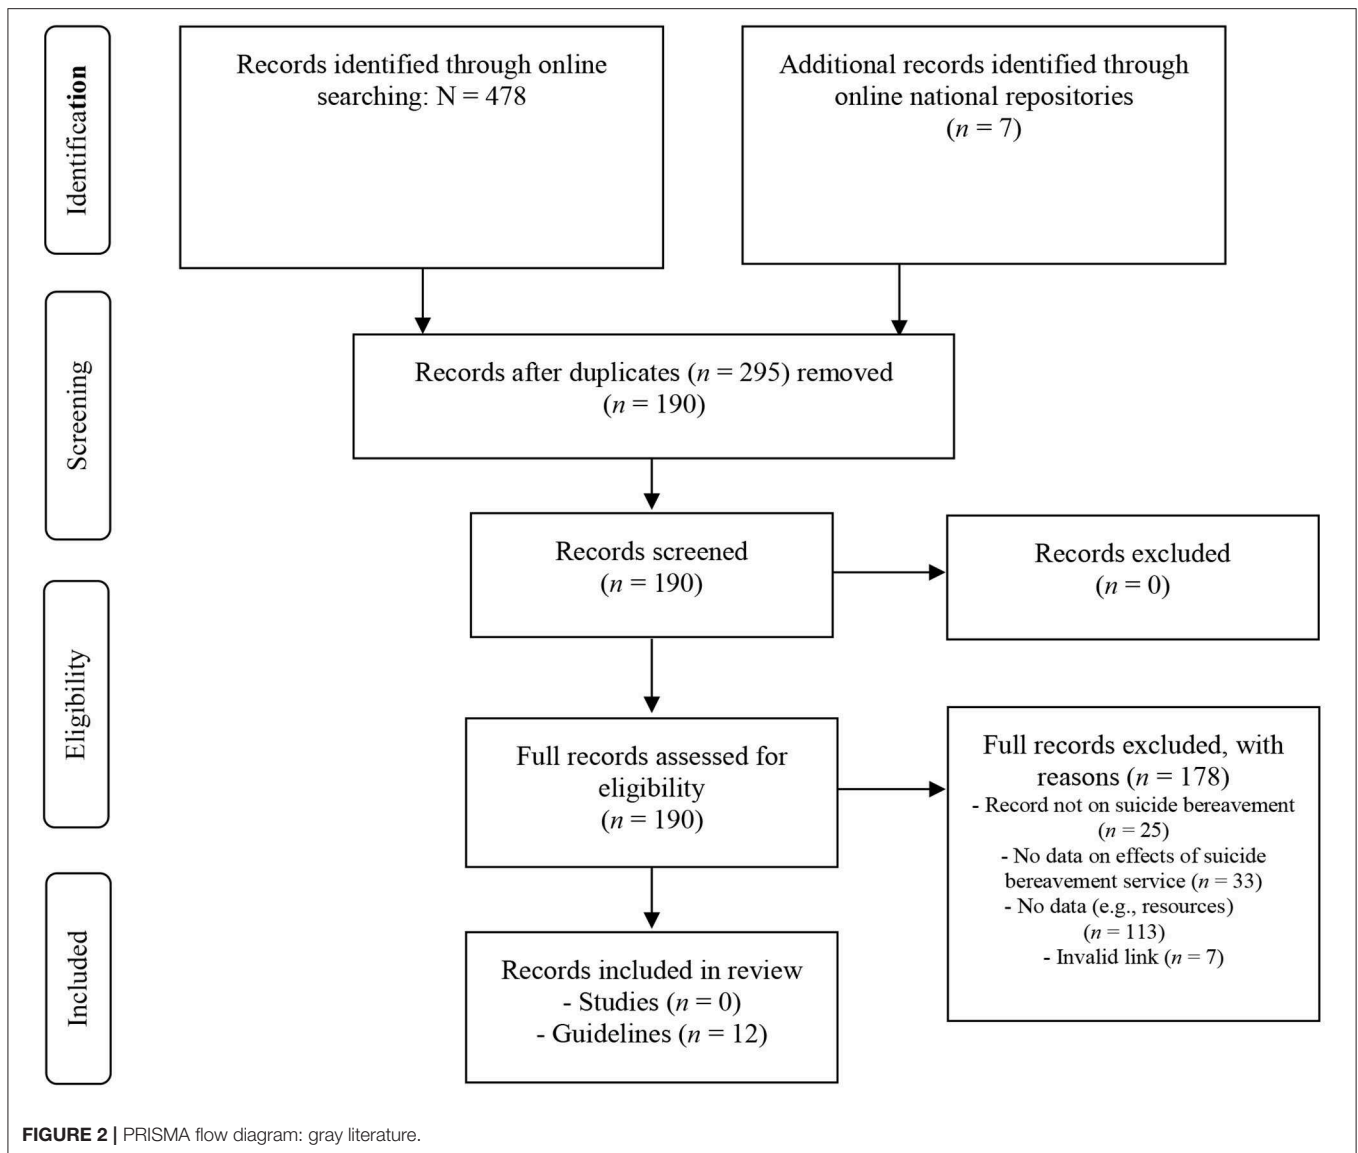 Identification
Records identified through online
searching: N = 478
Additional records identified through
online national repositories
(n = 7)
Screening
Records after duplicates (n = 295) removed
(n = 190)
Records screened
(n = 190)
Records excluded
(n = 0)
Eligibility
Full records assessed for
eligibility
(n = 190)
Full records excluded, with
reasons (n = 178)
- Record not on suicide bereavement
(n = 25)
- No data on effects of suicide
bereavement service (n = 33)
- No data (e.g., resources)
(n = 113)
- Invalid link (n = 7)
Included
Records included in review
- Studies (n = 0)
- Guidelines (n = 12)
FIGURE 2 | PRISMA flow diagram: gray literature.